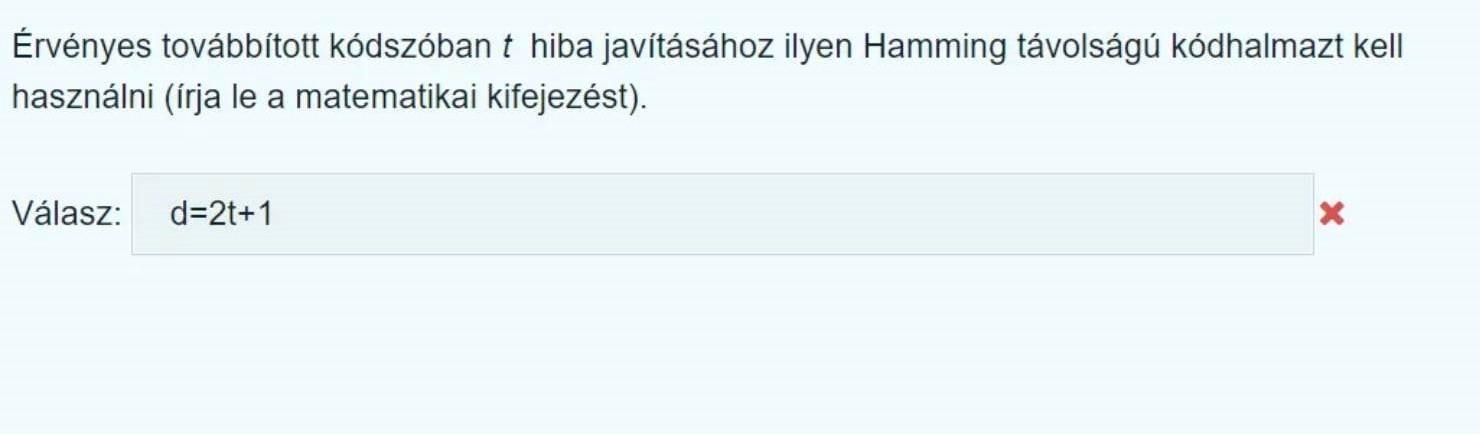 Érvényes továbbított kódszóban t hiba javításához ilyen Hamming távolságú kódhalmazt kell
használni (írja le a matematikai kifejezést).
Válasz: d=2t+1